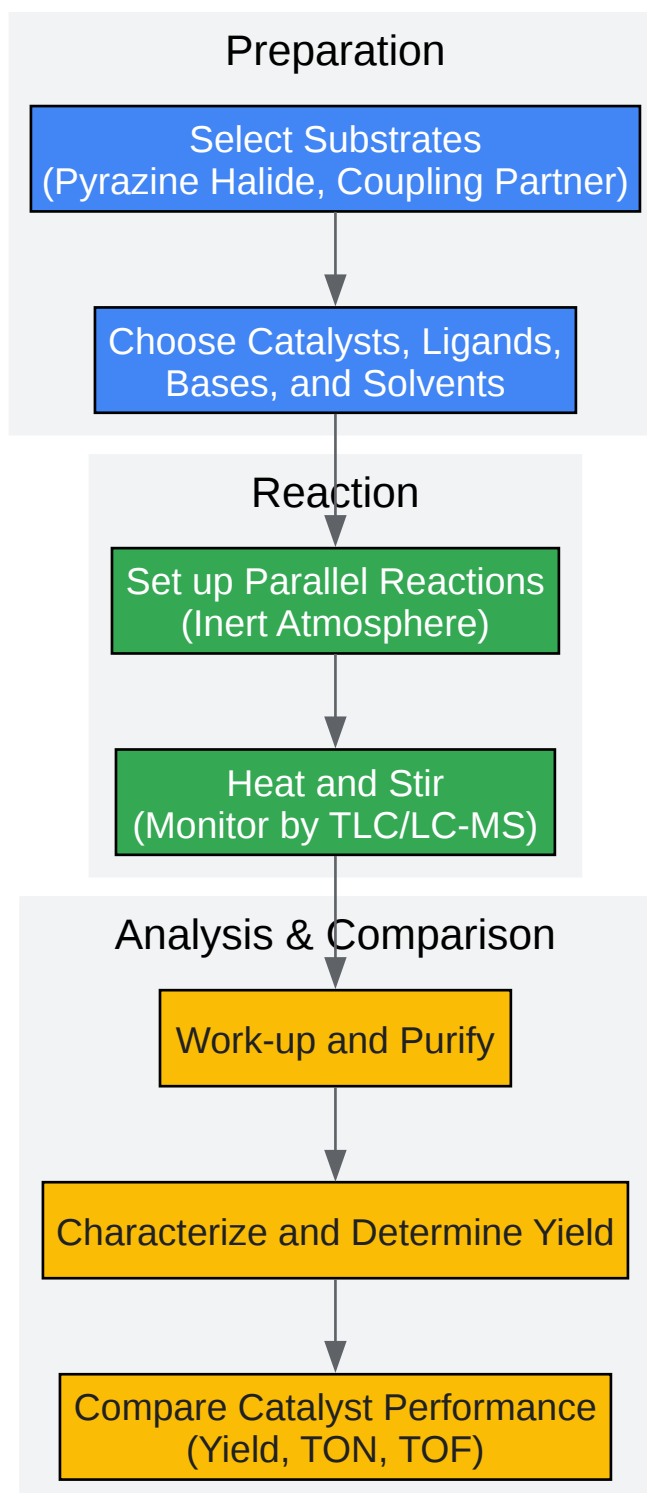 Preparation
Select Substrates
(Pyrazine Halide, Coupling Partner)
Choose Catalysts, Ligands,
Bases, and Solvents
Reaction
Set up Parallel Reactions
(Inert Atmosphere)
Heat and Stir
(Monitor by TLC/LC-MS)
Analysis & Comparison
Work-up and Purify
Characterize and Determine Yield
Compare Catalyst Performance
(Yield, TON, TOF)